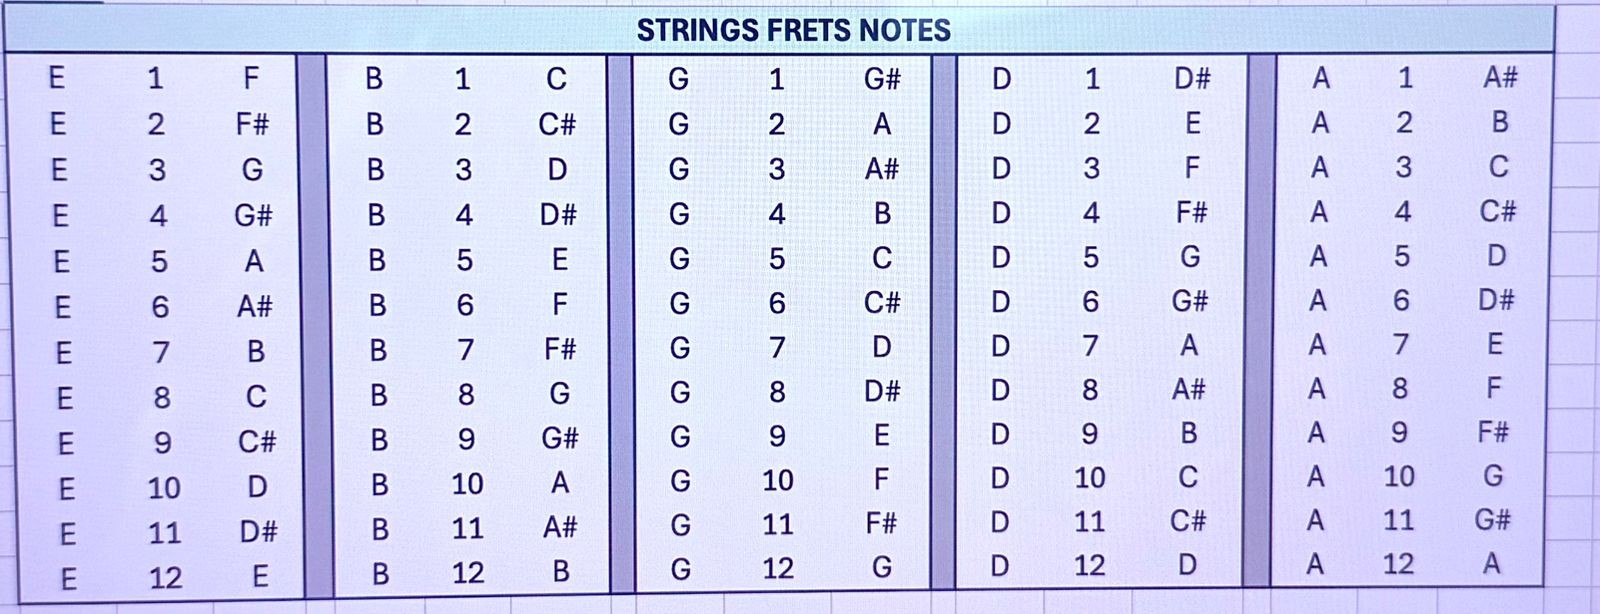 STRINGS FRETS NOTES
E 1 F B 1 C G 1 G# D 1 D# A 1 A#
E 2 F# B 2 C# G 2 A D 2 E A 2 B
E 3 G B 3 D G 3 A# D 3 F A 3 C
E 4 G# B 4 D# G 4 B D 4 F# A 4 C#
E 5 A B 5 E G 5 C D 5 G A 5 D
E 6 A# B 6 F G 6 C# D 6 G# A 6 D#
E 7 B B 7 F# G 7 D D 7 A A 7 E
E 8 C B 8 G G 8 D# D 8 A# A 8 F
E 9 C# B 9 G# G 9 E D 9 B A 9 F#
E 10 D B 10 A G 10 F D 10 C A 10 G
E 11 D# B 11 A# G 11 F# D 11 C# A 11 G#
E 12 E B 12 B G 12 G D 12 D A 12 A